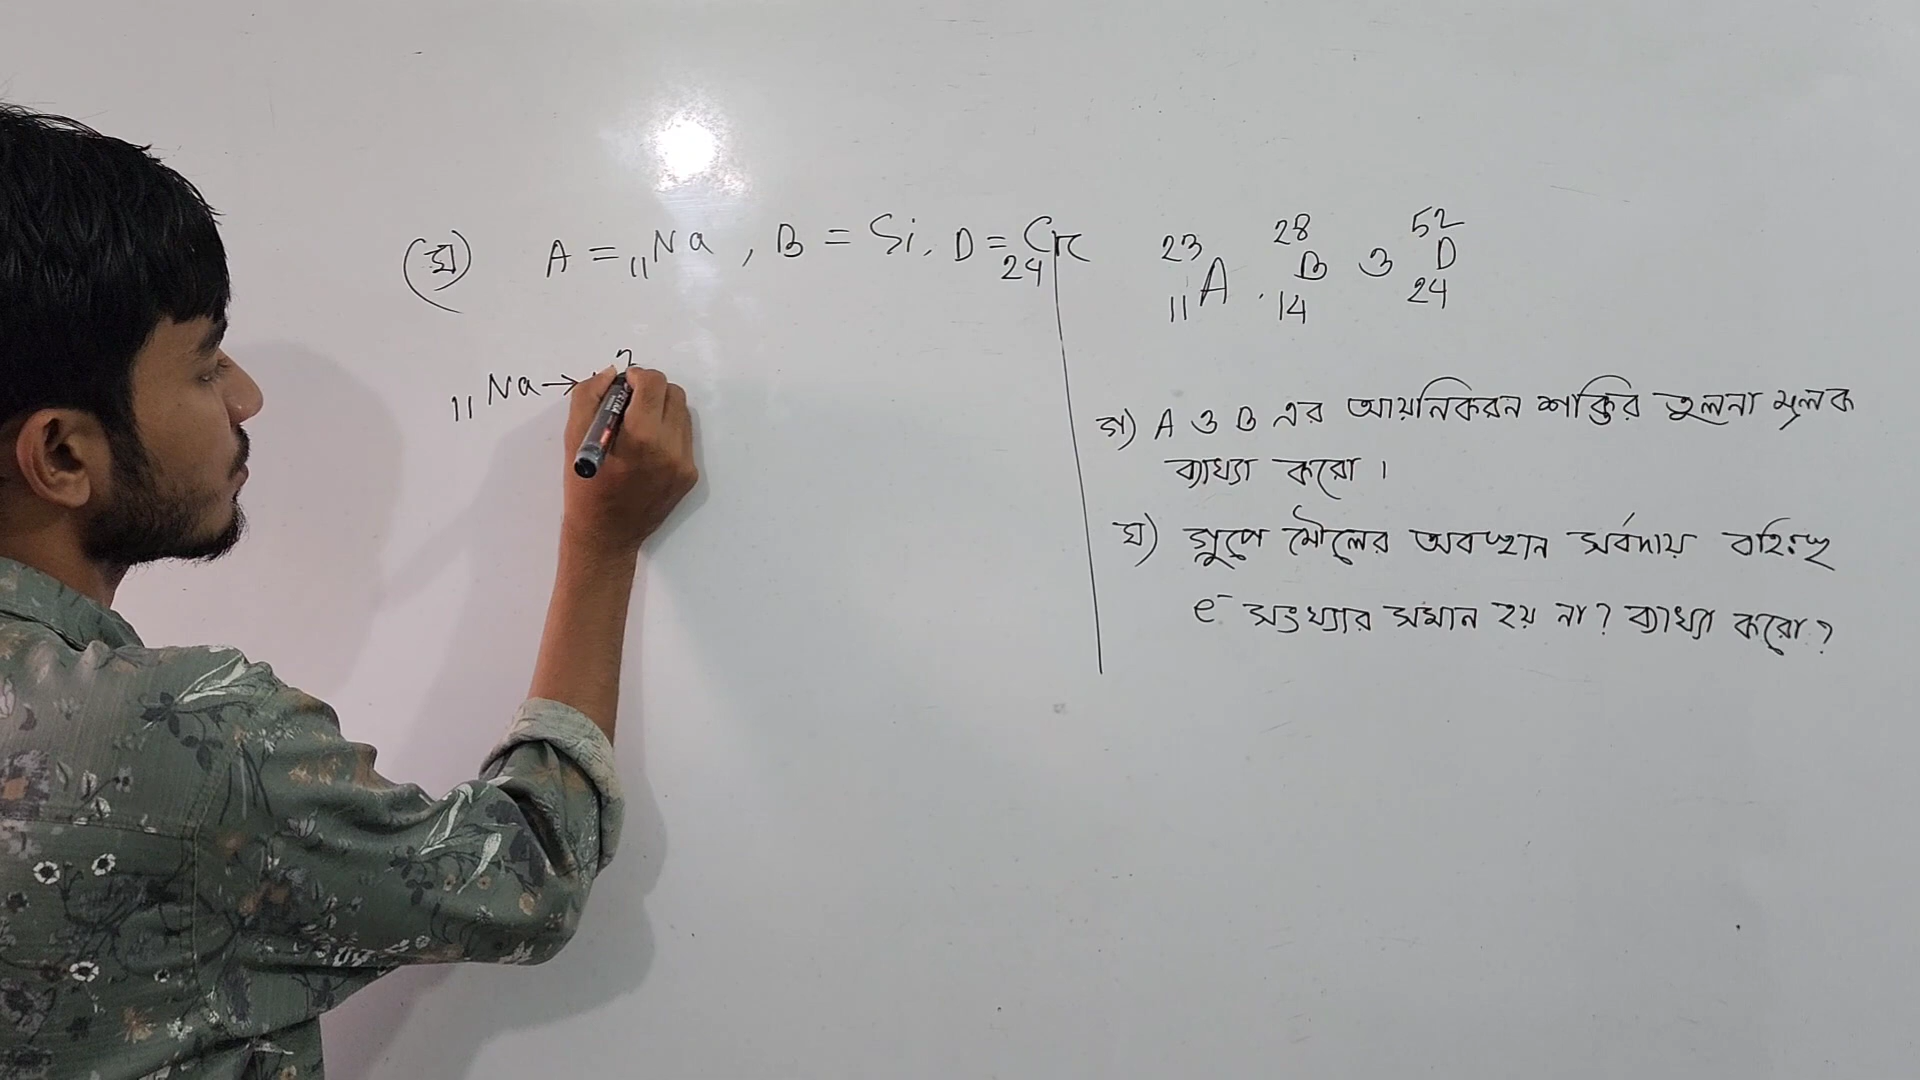 (ঘ) A = ₁₁Na, B = Si, D = ₂₄Cr
₁₁Na →
²³₁₁A . ²⁸₁₄B ও ⁵²₂₄D
গ) A ও B এর আয়নিকরন শক্তির তুলনা মূলক
ব্যাখ্যা করো ।
ঘ) গ্রুপে মৌলের অবস্থান সর্বদায় বহিঃস্থ
e⁻ সংখ্যার সমান হয় না? ব্যাখ্যা করো?